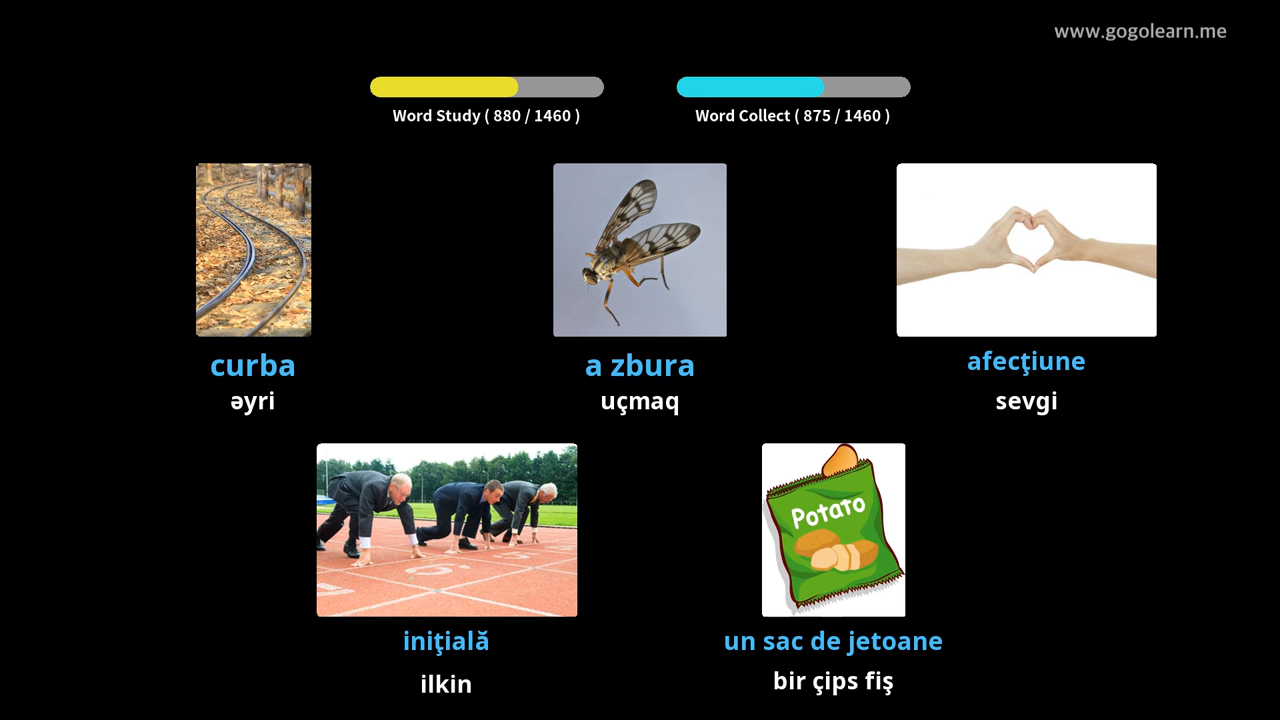 www.gogolearn.me
Word Study ( 880 / 1460 )
Word Collect ( 875 / 1460 )
curba
əyri
a zbura
uçmaq
afecţiune
sevgi
iniţială
ilkin
Potato
un sac de jetoane
bir çips fiş